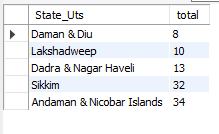 State_Uts total
Daman & Diu 8
Lakshadweep 10
Dadra & Nagar Haveli 13
Sikkim 32
Andaman & Nicobar Islands 34